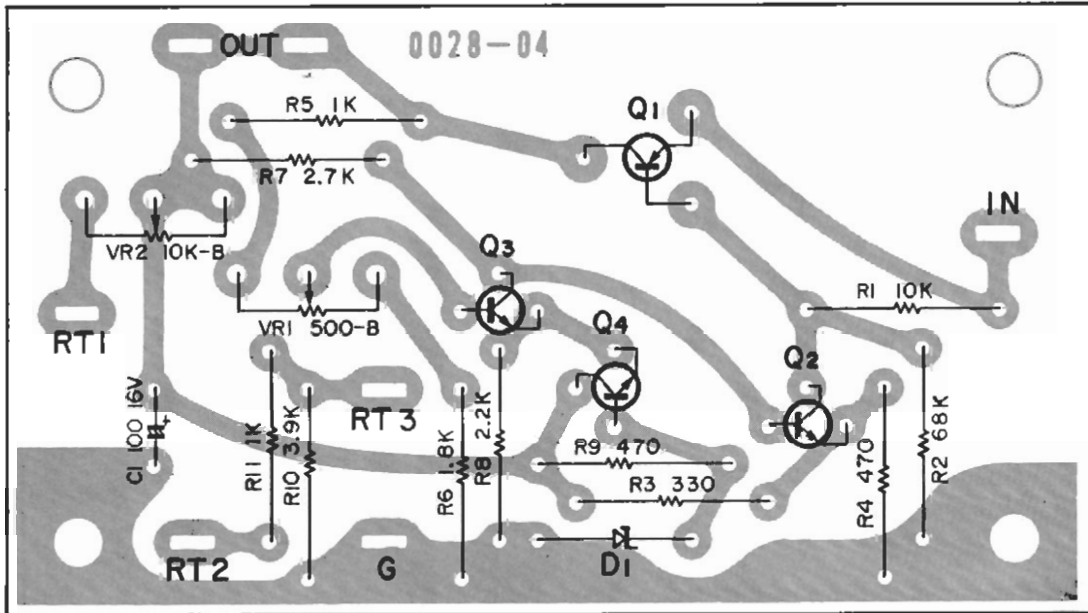 OUT
0028-04
R5 1K
Q1
R7 2.7K
IN
VR2 10K-B
Q3
R1 10K
VR1 500-B
RT1
Q4
Q2
RT3
C1 100 16V
+
R11 1K
R10 3.9K
R6 1.8K
R8 2.2K
R9 470
R3 330
R4 470
R2 68K
RT2
G
D1